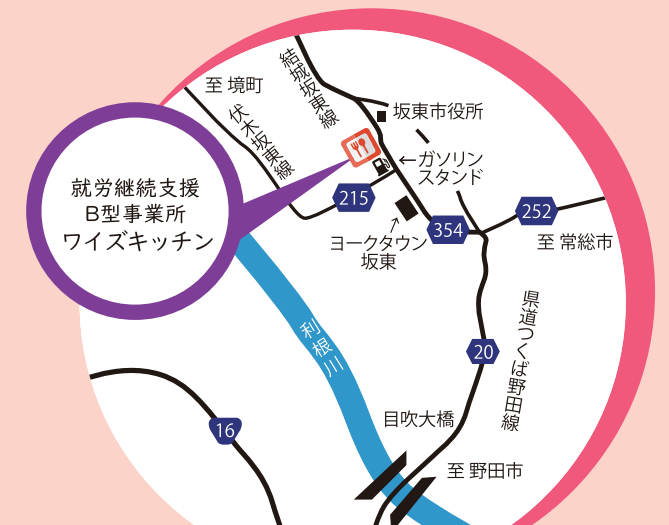 至 境町
結城坂東線
伏木坂東線
坂東市役所
←ガソリン
スタンド
就労継続支援
B型事業所
ワイズキッチン
215
252
354
ヨークタウン
坂東
至 常総市
利根川
県道つくば野田線
20
目吹大橋
16
至 野田市